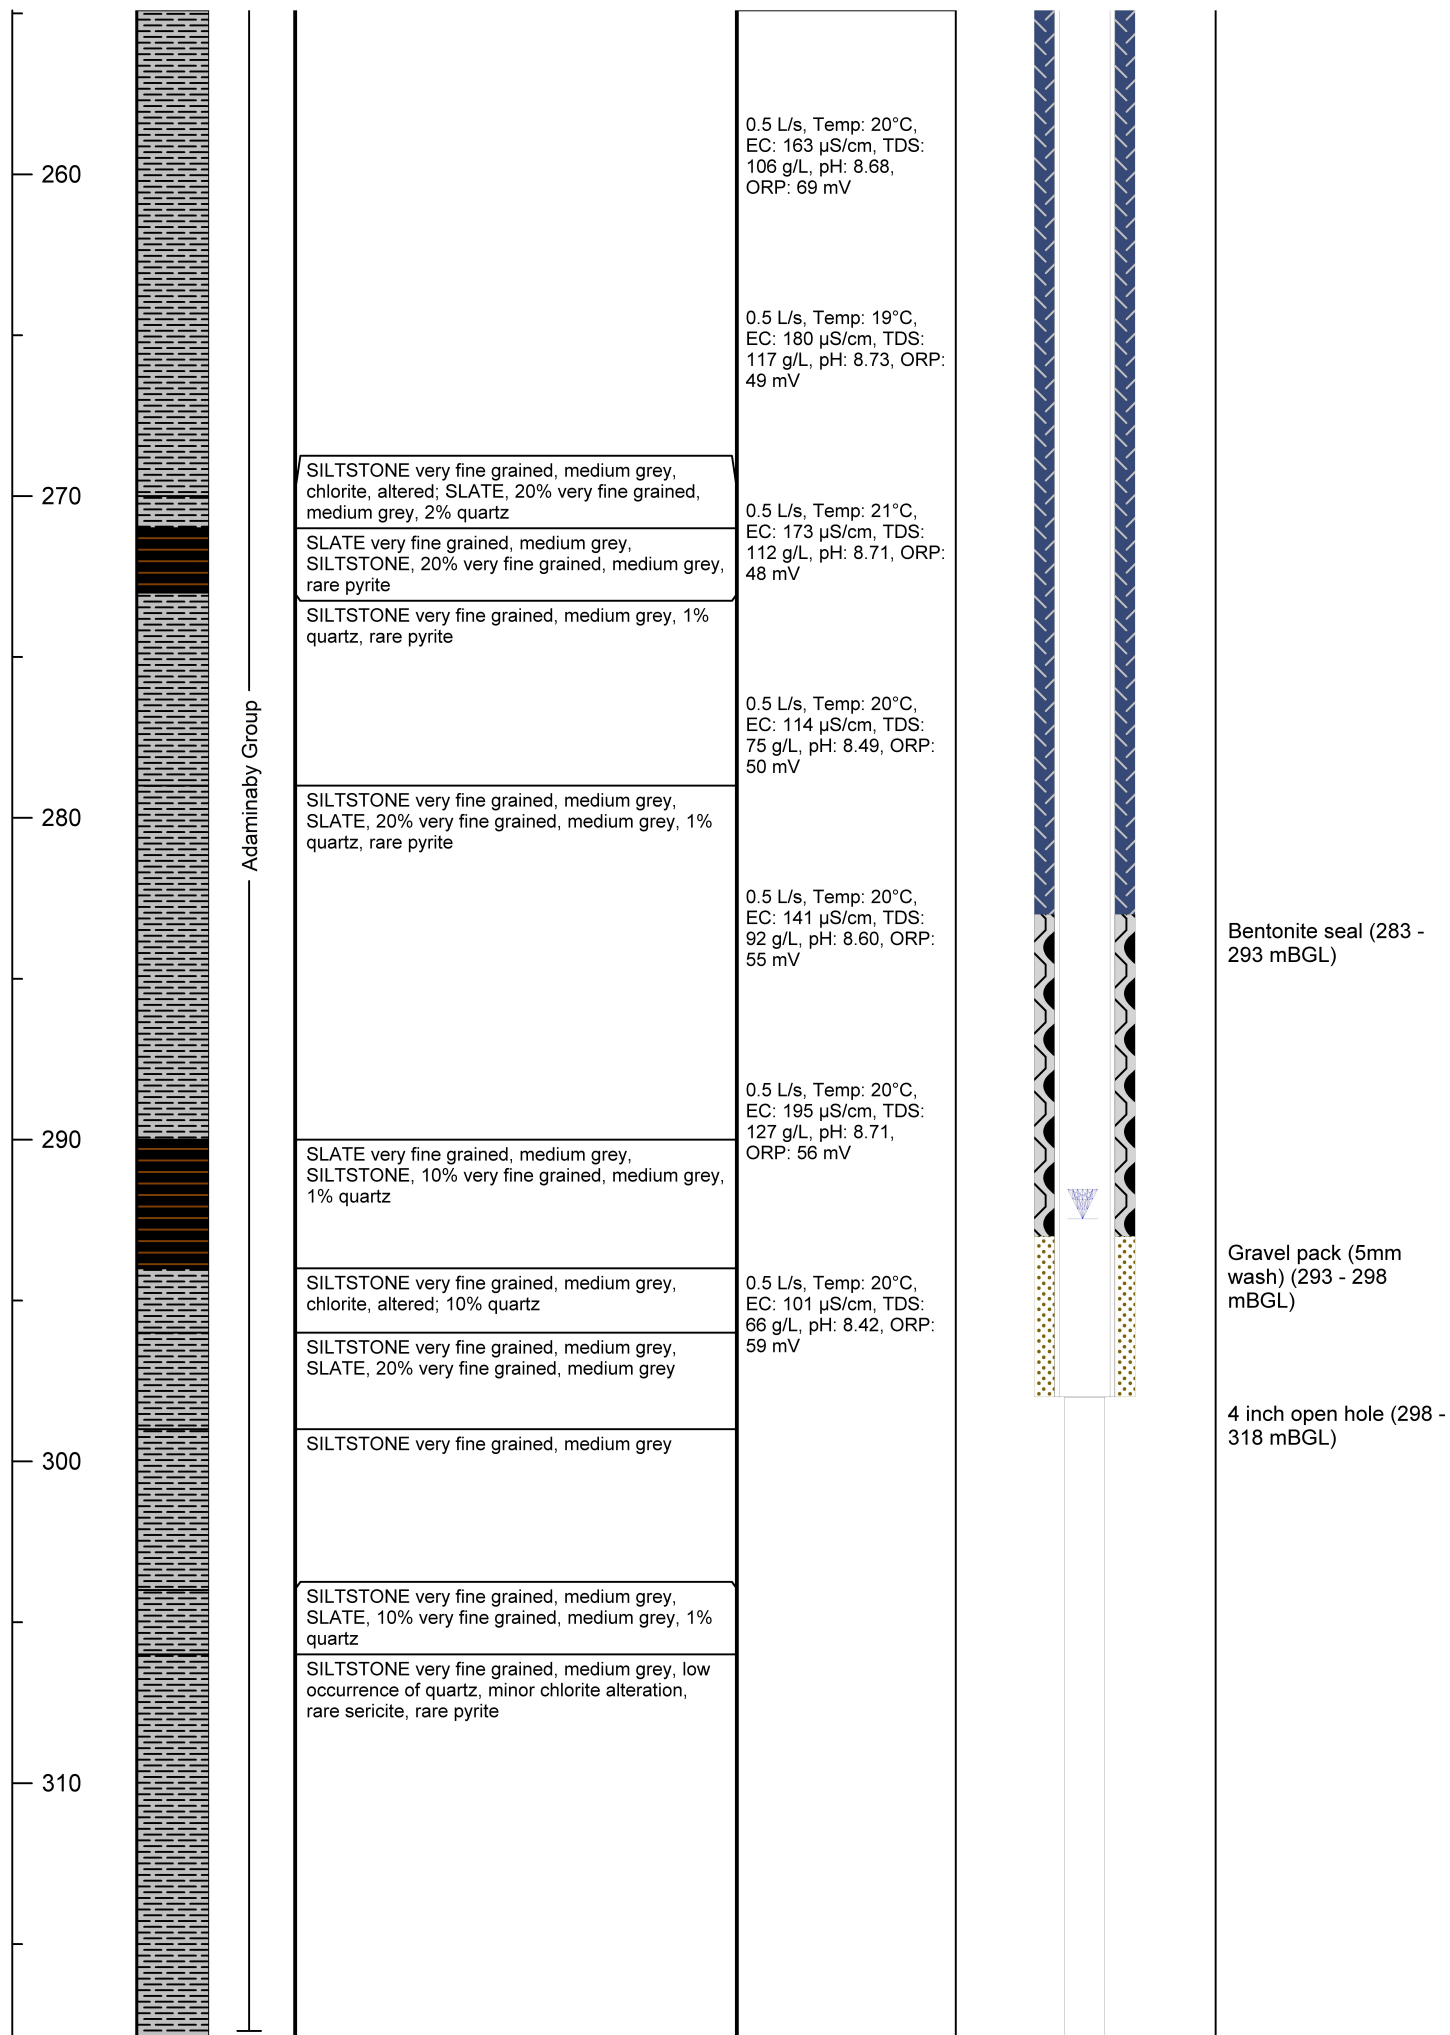 260
270
280
290
300
310
Adaminaby Group
SILTSTONE very fine grained, medium grey,
chlorite, altered; SLATE, 20% very fine grained,
medium grey, 2% quartz
SLATE very fine grained, medium grey,
SILTSTONE, 20% very fine grained, medium grey,
rare pyrite
SILTSTONE very fine grained, medium grey, 1%
quartz, rare pyrite
SILTSTONE very fine grained, medium grey,
SLATE, 20% very fine grained, medium grey, 1%
quartz, rare pyrite
SLATE very fine grained, medium grey,
SILTSTONE, 10% very fine grained, medium grey,
1% quartz
SILTSTONE very fine grained, medium grey,
chlorite, altered; 10% quartz
SILTSTONE very fine grained, medium grey,
SLATE, 20% very fine grained, medium grey
SILTSTONE very fine grained, medium grey
SILTSTONE very fine grained, medium grey,
SLATE, 10% very fine grained, medium grey, 1%
quartz
SILTSTONE very fine grained, medium grey, low
occurrence of quartz, minor chlorite alteration,
rare sericite, rare pyrite
0.5 L/s, Temp: 20°C,
EC: 163 µS/cm, TDS:
106 g/L, pH: 8.68,
ORP: 69 mV
0.5 L/s, Temp: 19°C,
EC: 180 µS/cm, TDS:
117 g/L, pH: 8.73, ORP:
49 mV
0.5 L/s, Temp: 21°C,
EC: 173 µS/cm, TDS:
112 g/L, pH: 8.71, ORP:
48 mV
0.5 L/s, Temp: 20°C,
EC: 114 µS/cm, TDS:
75 g/L, pH: 8.49, ORP:
50 mV
0.5 L/s, Temp: 20°C,
EC: 141 µS/cm, TDS:
92 g/L, pH: 8.60, ORP:
55 mV
0.5 L/s, Temp: 20°C,
EC: 195 µS/cm, TDS:
127 g/L, pH: 8.71,
ORP: 56 mV
0.5 L/s, Temp: 20°C,
EC: 101 µS/cm, TDS:
66 g/L, pH: 8.42, ORP:
59 mV
Bentonite seal (283 -
293 mBGL)
Gravel pack (5mm
wash) (293 - 298
mBGL)
4 inch open hole (298 -
318 mBGL)